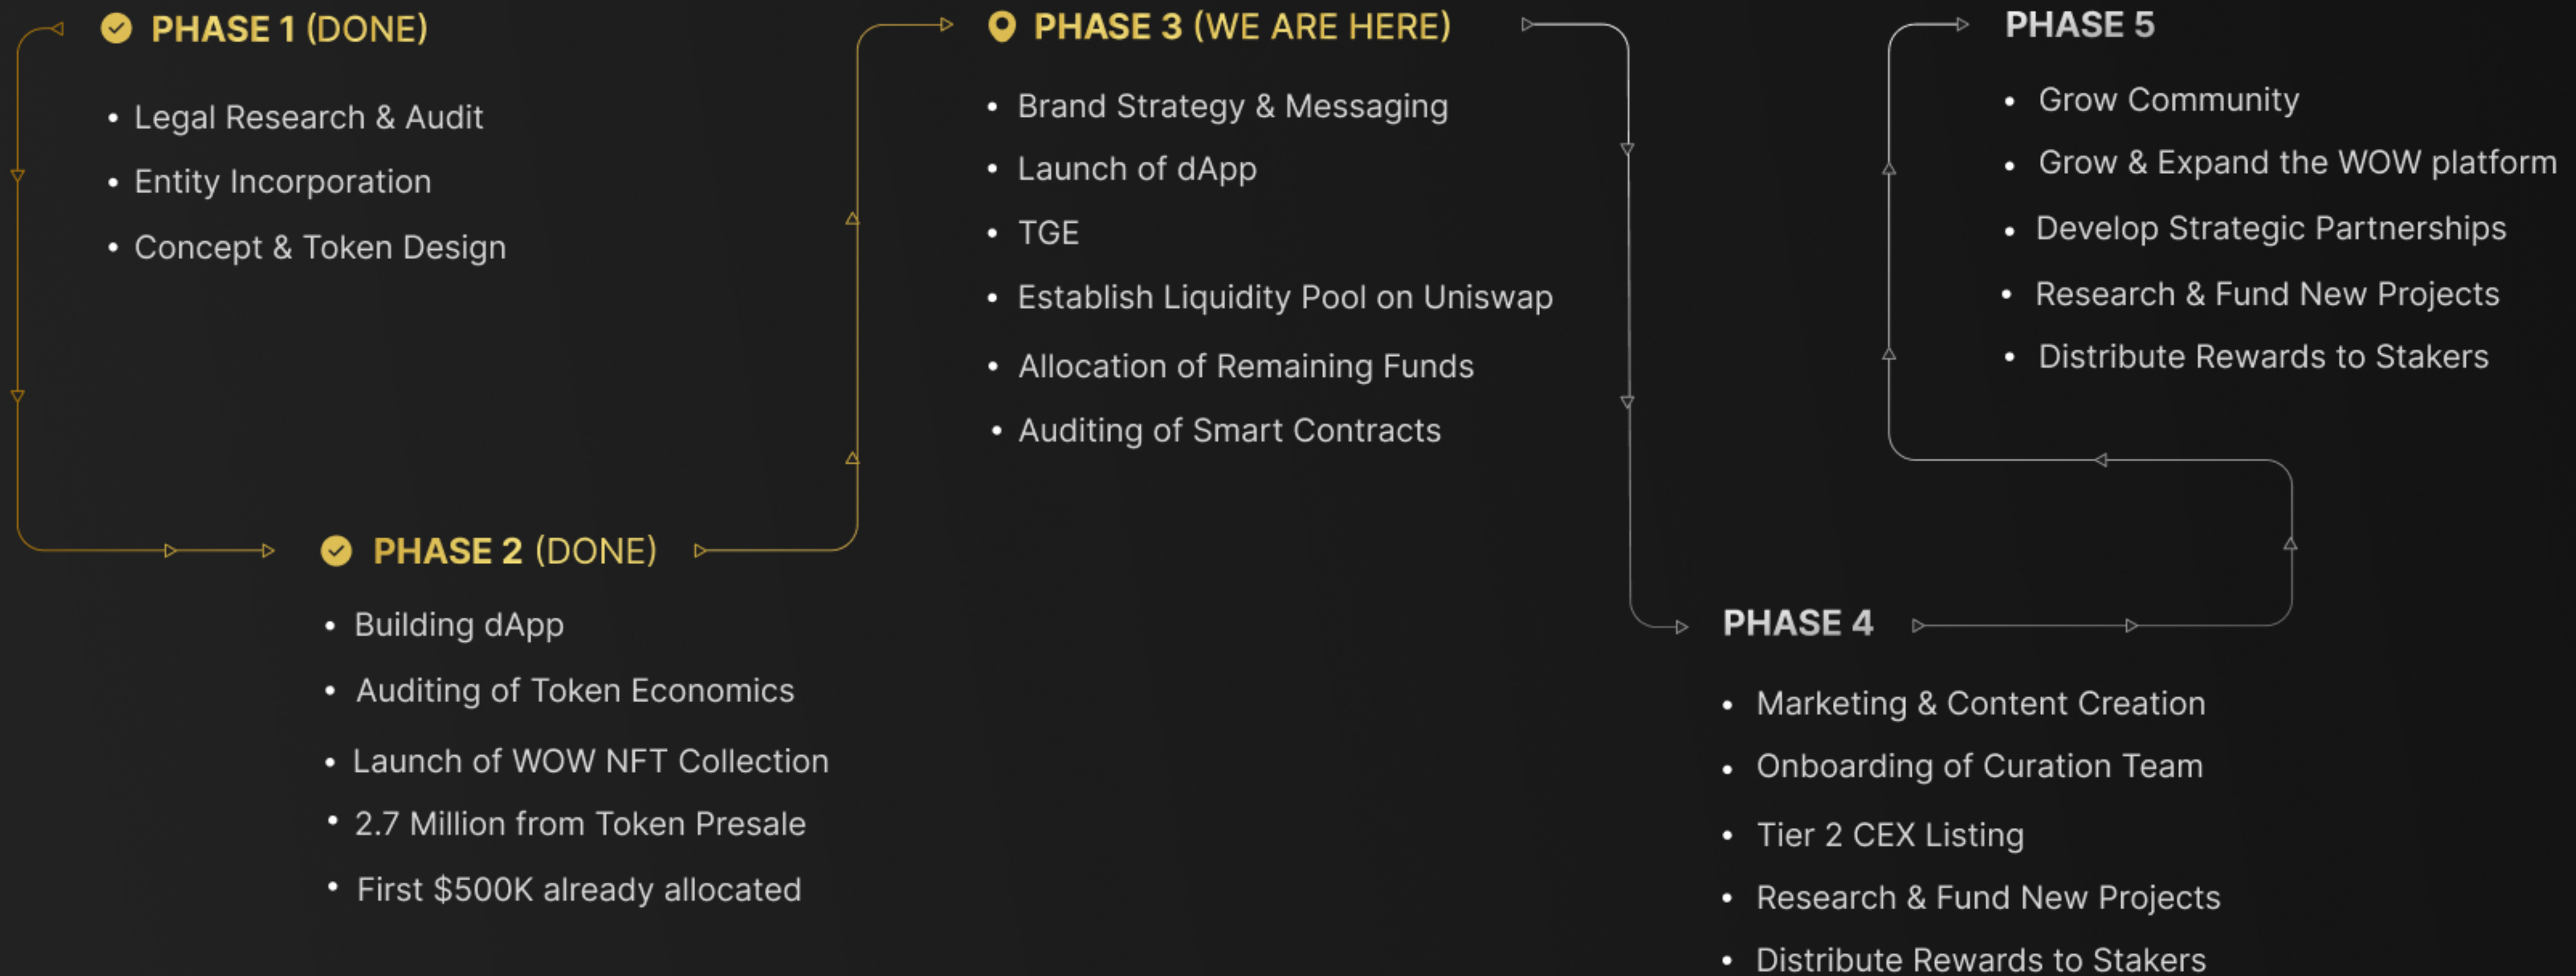 PHASE 1 (DONE)
• Legal Research & Audit
• Entity Incorporation
• Concept & Token Design
PHASE 2 (DONE)
• Building dApp
• Auditing of Token Economics
• Launch of WOW NFT Collection
• 2.7 Million from Token Presale
• First $500K already allocated
PHASE 3 (WE ARE HERE)
• Brand Strategy & Messaging
• Launch of dApp
• TGE
• Establish Liquidity Pool on Uniswap
• Allocation of Remaining Funds
• Auditing of Smart Contracts
PHASE 4
• Marketing & Content Creation
• Onboarding of Curation Team
• Tier 2 CEX Listing
• Research & Fund New Projects
• Distribute Rewards to Stakers
PHASE 5
• Grow Community
• Grow & Expand the WOW platform
• Develop Strategic Partnerships
• Research & Fund New Projects
• Distribute Rewards to Stakers